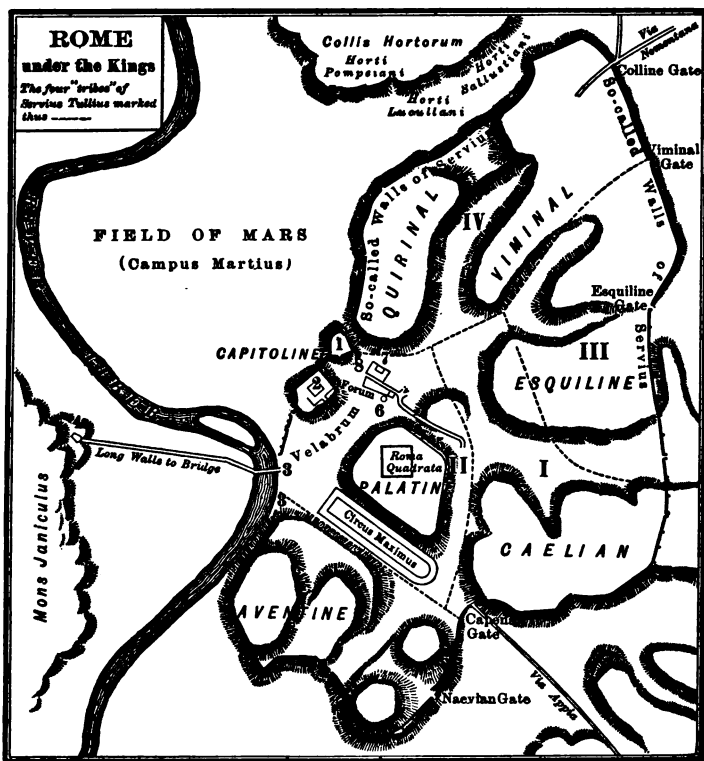 ROME
under the Kings
The four "tribes" of
Servius Tullius marked
thus
Collis Hortorum
Horti
Pompeiani
Horti
Sallustiani
Horti
Luculliani
Via
Nomentana
Colline Gate
So-called Walls of Servius
Viminal
Gate
So-called Walls of Servius
QUIRINAL
IV
VIMINAL
FIELD OF MARS
(Campus Martius)
Esquiline
Gate
III
ESQUILINE
CAPITOLINE
1
7
8
2
Forum
6
Velabrum
TIBER
Long Walls to Bridge
3
3
Roma
Quadrata
PALATIN
II
I
Circus Maximus
CAELIAN
Mons Janiculus
AVENTINE
Capena
Gate
Via Appia
Naevian Gate